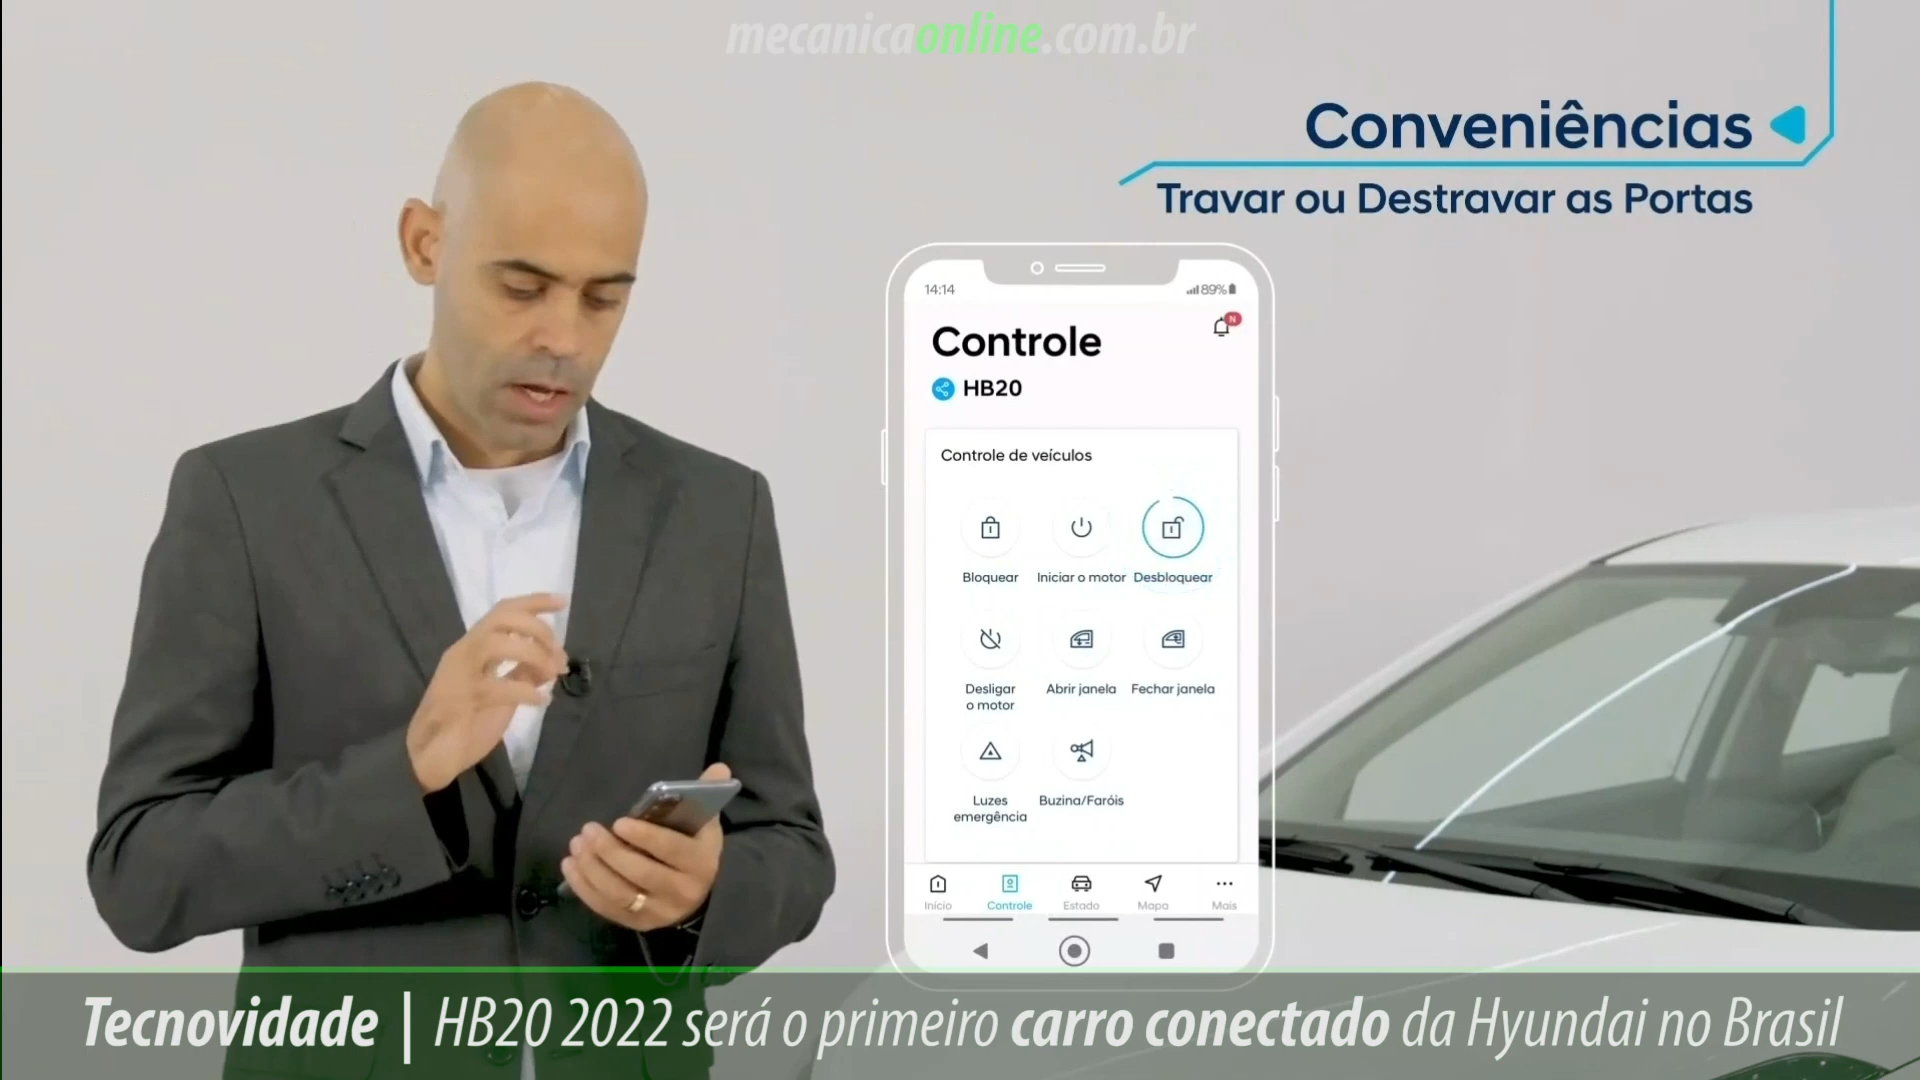 mecanicaonline.com.br
Conveniências
Travar ou Destravar as Portas
14:14
89%
N
Controle
HB20
Controle de veículos
Bloquear
Iniciar o motor
Desbloquear
Desligar
o motor
Abrir janela
Fechar janela
Luzes
emergência
Buzina/Faróis
Início
Controle
Estado
Mapa
Mais
Tecnovidade | HB20 2022 será o primeiro carro conectado da Hyundai no Brasil